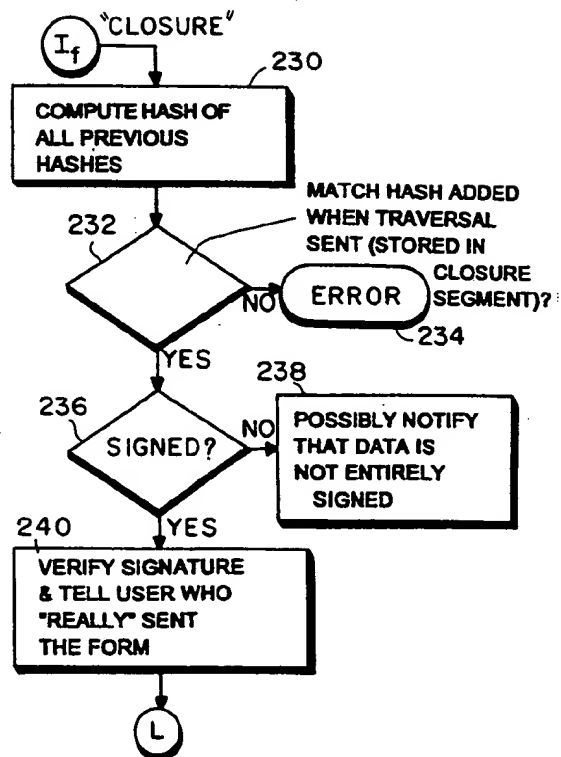 "CLOSURE"
If
230
COMPUTE HASH OF
ALL PREVIOUS
HASHES
232
MATCH HASH ADDED
WHEN TRAVERSAL
SENT (STORED IN
CLOSURE
SEGMENT)?
NO
ERROR
234
YES
236
SIGNED?
NO
238
POSSIBLY NOTIFY
THAT DATA IS
NOT ENTIRELY
SIGNED
YES
240
VERIFY SIGNATURE
& TELL USER WHO
"REALLY" SENT
THE FORM
L